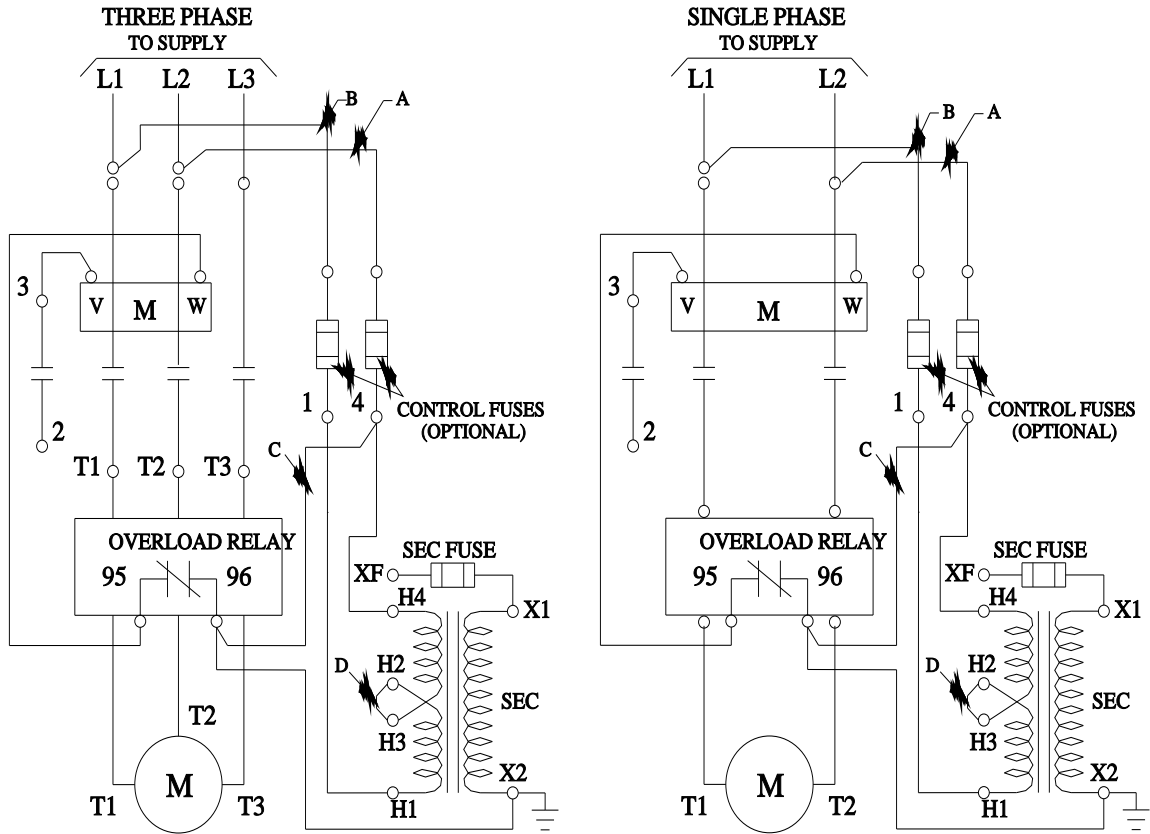 THREE PHASE
TO SUPPLY
L1 L2 L3
B
A
3
V M W
1 4
CONTROL FUSES
(OPTIONAL)
2
C
T1 T2 T3
OVERLOAD RELAY
95 96
SEC FUSE
XF
H4
X1
D
H2
SEC
H3
T2
M
T1 T3
X2
H1
SINGLE PHASE
TO SUPPLY
L1 L2
B
A
3
V M W
1 4
CONTROL FUSES
(OPTIONAL)
2
C
OVERLOAD RELAY
95 96
SEC FUSE
XF
H4
X1
D
H2
SEC
H3
M
T1 T2
X2
H1